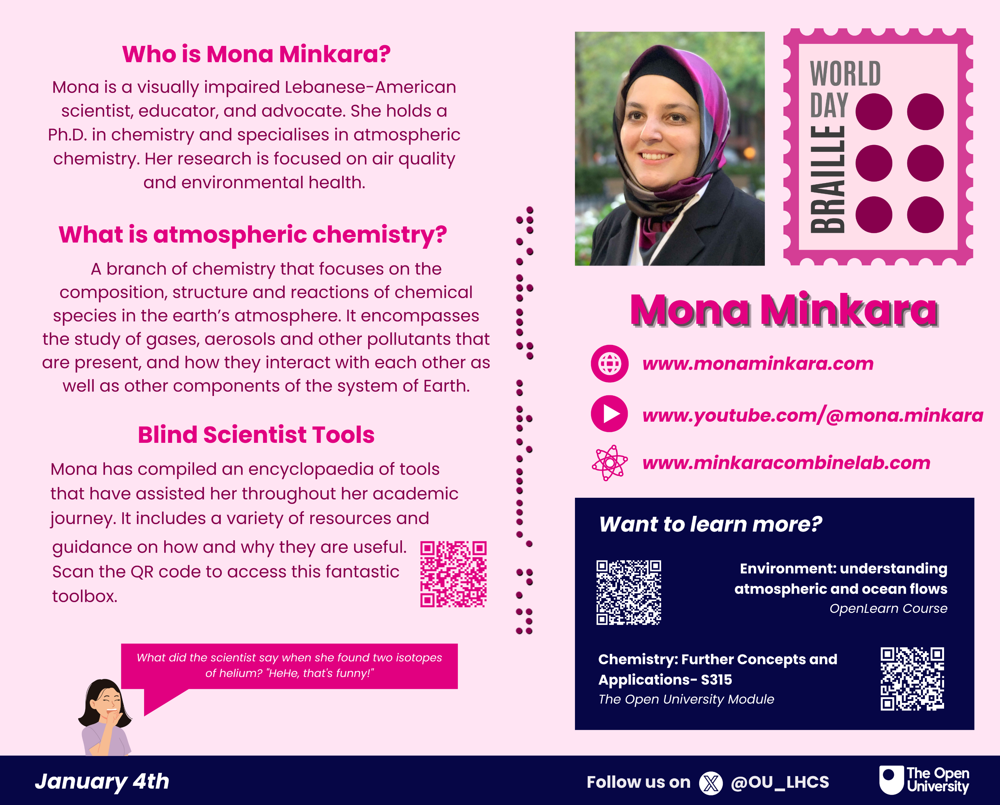 Who is Mona Minkara?
Mona is a visually impaired Lebanese-American
scientist, educator, and advocate. She holds a
Ph.D. in chemistry and specialises in atmospheric
chemistry. Her research is focused on air quality
and environmental health.
What is atmospheric chemistry?
A branch of chemistry that focuses on the
composition, structure and reactions of chemical
species in the earth’s atmosphere. It encompasses
the study of gases, aerosols and other pollutants that
are present, and how they interact with each other as
well as other components of the system of Earth.
Blind Scientist Tools
Mona has compiled an encyclopaedia of tools
that have assisted her throughout her academic
journey. It includes a variety of resources and
guidance on how and why they are useful.
Scan the QR code to access this fantastic
toolbox.
What did the scientist say when she found two isotopes
of helium? "HeHe, that's funny!"
WORLD
DAY
BRAILLE
Mona Minkara
www.monaminkara.com
www.youtube.com/@mona.minkara
www.minkaracombinelab.com
Want to learn more?
Environment: understanding
atmospheric and ocean flows
OpenLearn Course
Chemistry: Further Concepts and
Applications- S315
The Open University Module
January 4th
Follow us on X @OU_LHCS
The Open
University